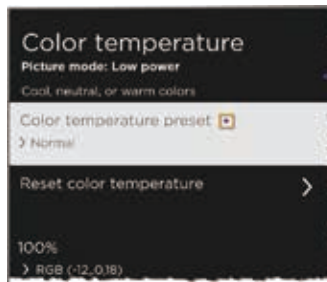 Color temperature
Picture mode: Low power
Cool, neutral, or warm colors
Color temperature preset
Normal
Reset color temperature
100%
RGB (-12,0,18)